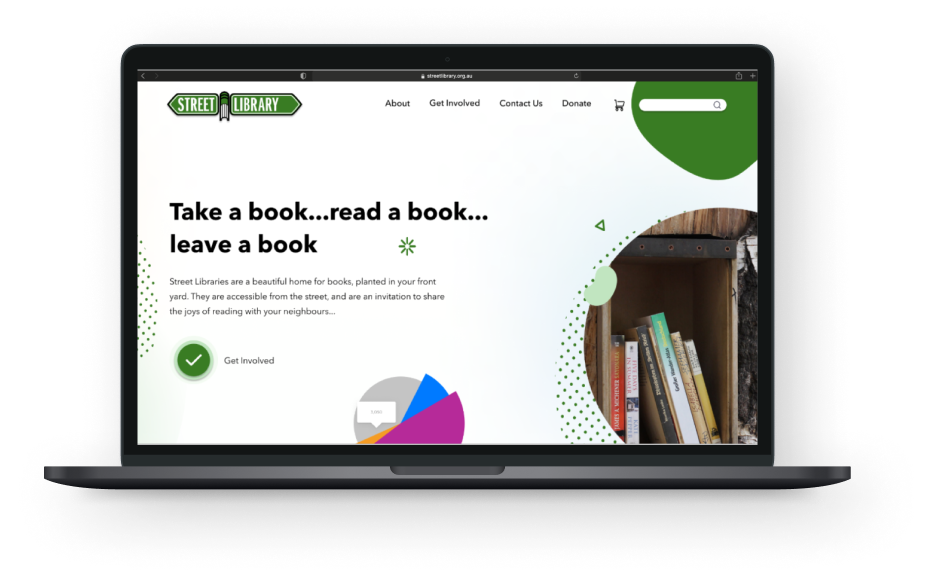 streetlibrary.org.au
STREET LIBRARY
About Get Involved Contact Us Donate
Take a book...read a book...
leave a book
Street Libraries are a beautiful home for books, planted in your front
yard. They are accessible from the street, and are an invitation to share
the joys of reading with your neighbours...
Get Involved